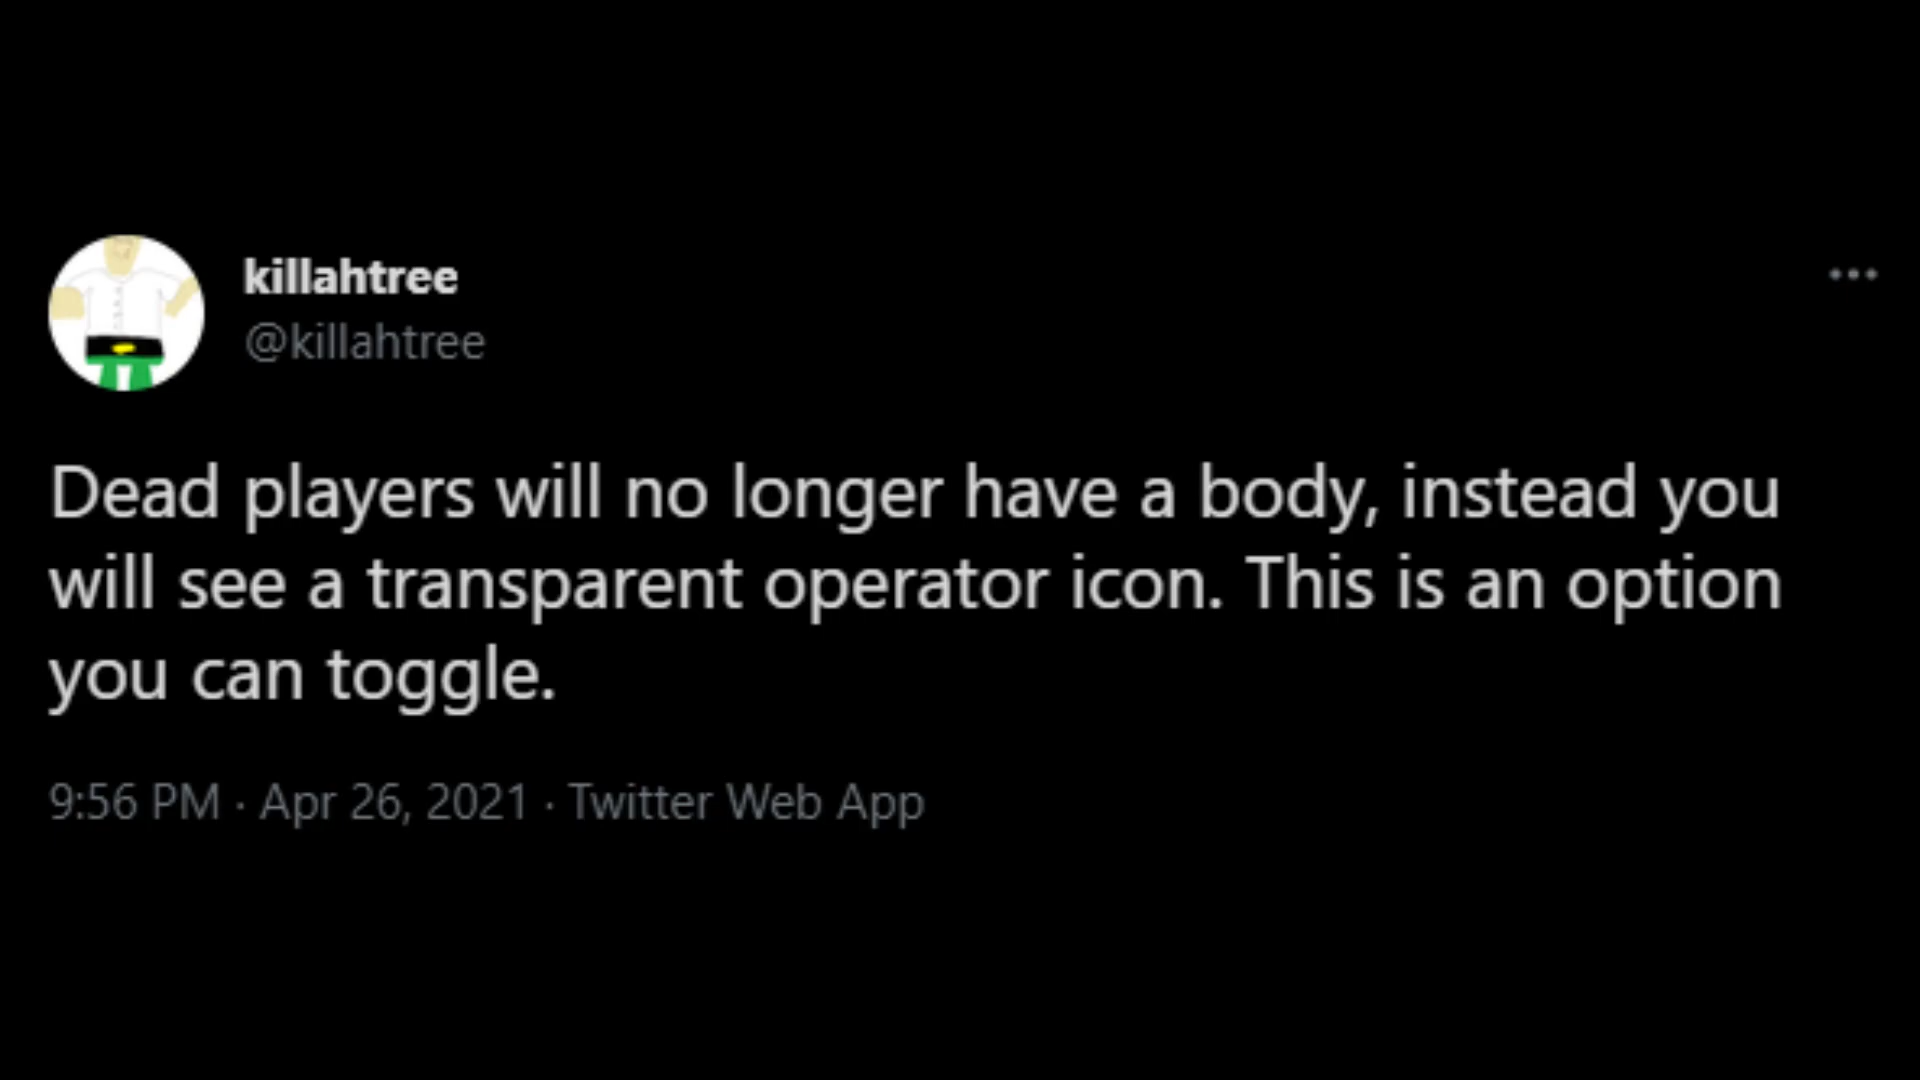 killahtree
@killahtree
Dead players will no longer have a body, instead you
will see a transparent operator icon. This is an option
you can toggle.
9:56 PM · Apr 26, 2021 · Twitter Web App